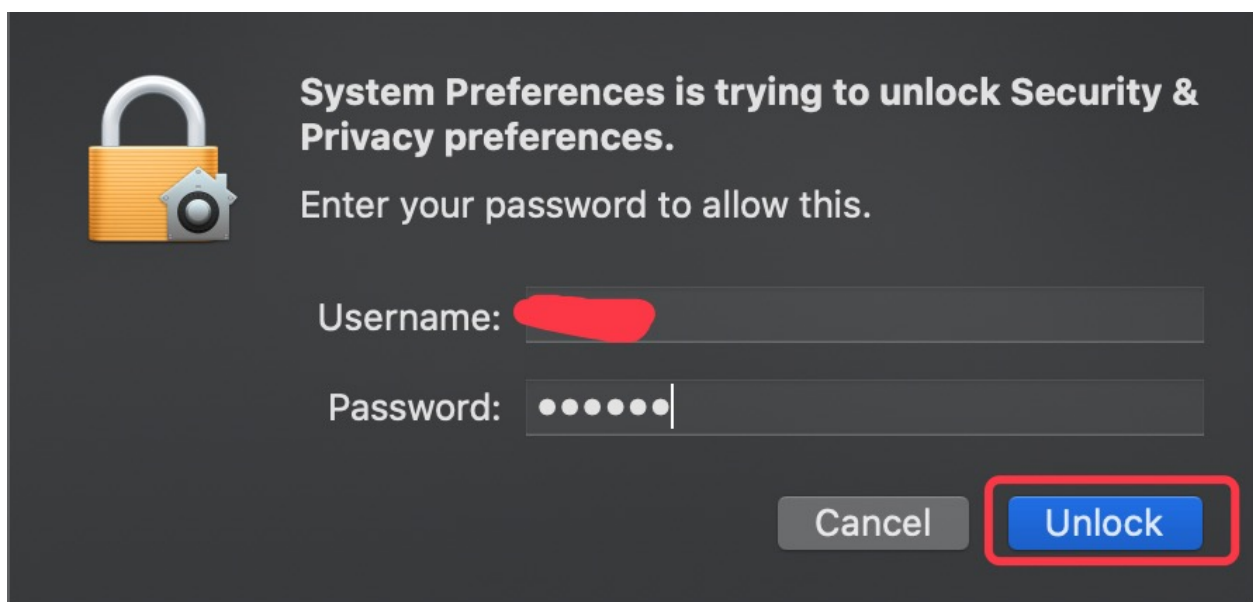 System Preferences is trying to unlock Security &
Privacy preferences.
Enter your password to allow this.
Username:
Password: ••••••
Cancel
Unlock